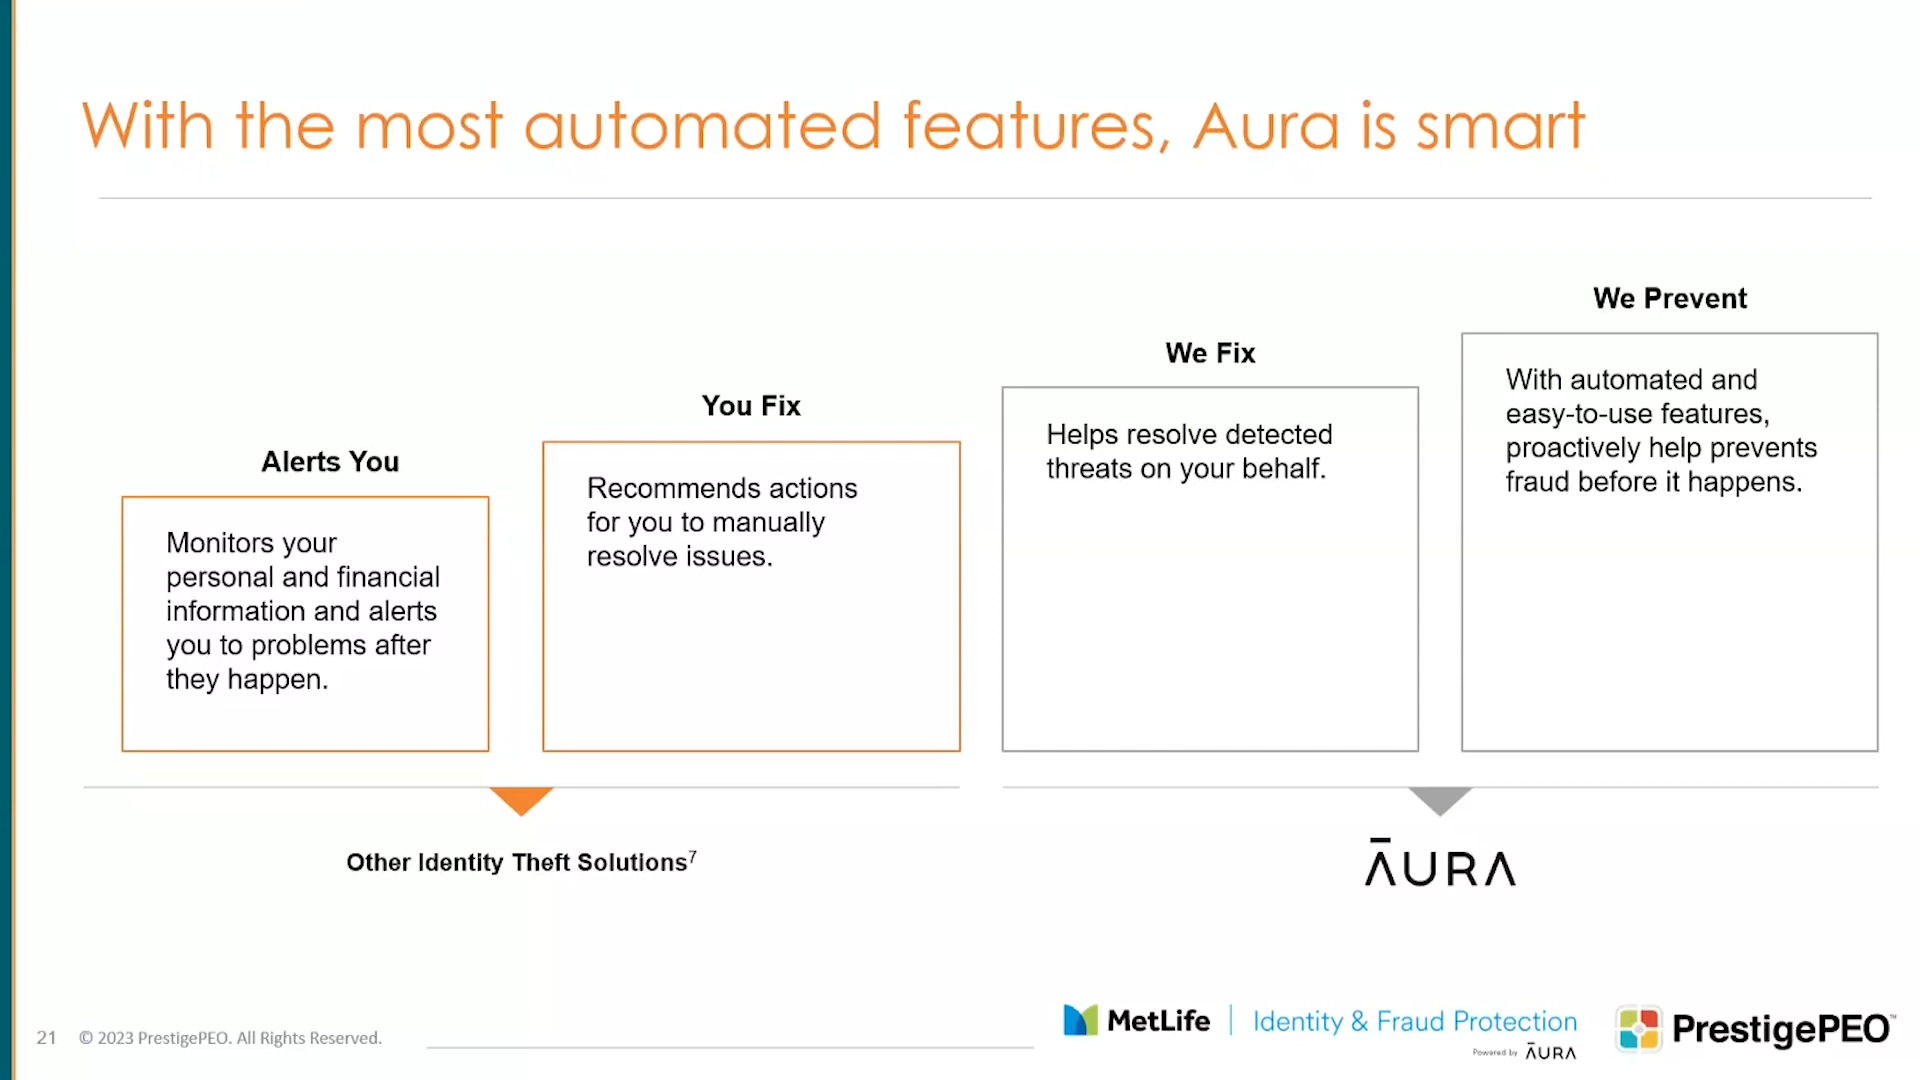 With the most automated features, Aura is smart
Alerts You
Monitors your
personal and financial
information and alerts
you to problems after
they happen.
You Fix
Recommends actions
for you to manually
resolve issues.
We Fix
Helps resolve detected
threats on your behalf.
We Prevent
With automated and
easy-to-use features,
proactively help prevents
fraud before it happens.
Other Identity Theft Solutions⁷
ĀURA
21 © 2023 PrestigePEO. All Rights Reserved.
MetLife | Identity & Fraud Protection
Powered by ĀURA
PrestigePEO™